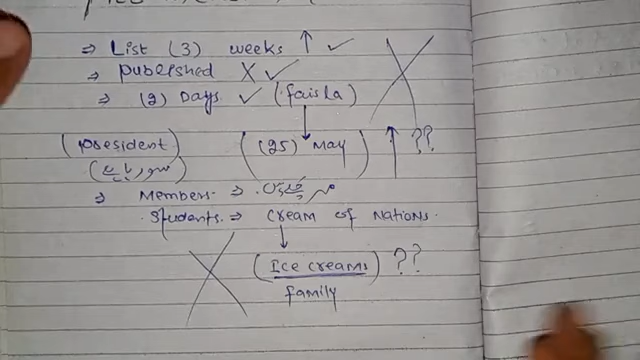 ⇒ List (3) weeks ↑ ✓
⇒ published X ✓
⇒ (2) Days ✓ (faisla)
(president) ((25) May) ↑ ??
⇒ Members ⇒
Students ⇒ cream of Nations.
(Ice creams) ??
family